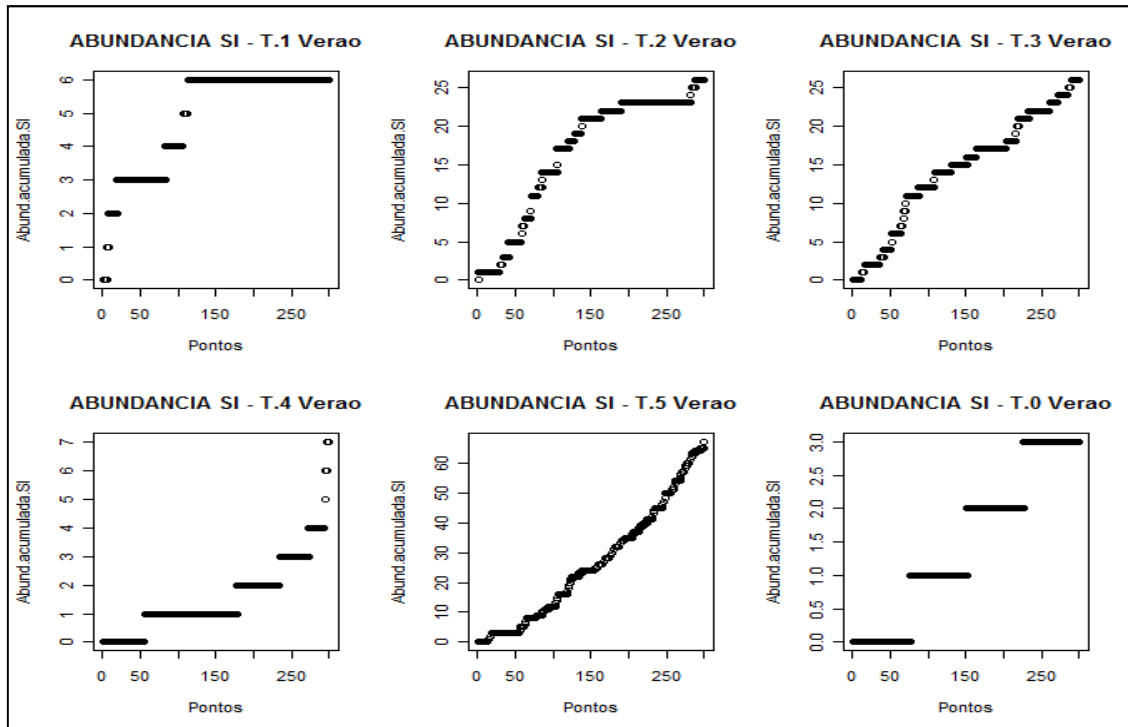 ABUNDANCIA SI - T.1 Verao
Abund.acumulada.SI
0 1 2 3 4 5 6
0 50 150 250
Pontos
ABUNDANCIA SI - T.2 Verao
Abund.acumulada.SI
0 5 10 15 20 25
0 50 150 250
Pontos
ABUNDANCIA SI - T.3 Verao
Abund.acumulada.SI
0 5 10 15 20 25
0 50 150 250
Pontos
ABUNDANCIA SI - T.4 Verao
Abund.acumulada.SI
0 1 2 3 4 5 6 7
0 50 150 250
Pontos
ABUNDANCIA SI - T.5 Verao
Abund.acumulada.SI
0 10 20 30 40 50 60
0 50 150 250
Pontos
ABUNDANCIA SI - T.0 Verao
Abund.acumulada.SI
0.0 0.5 1.0 1.5 2.0 2.5 3.0
0 50 150 250
Pontos